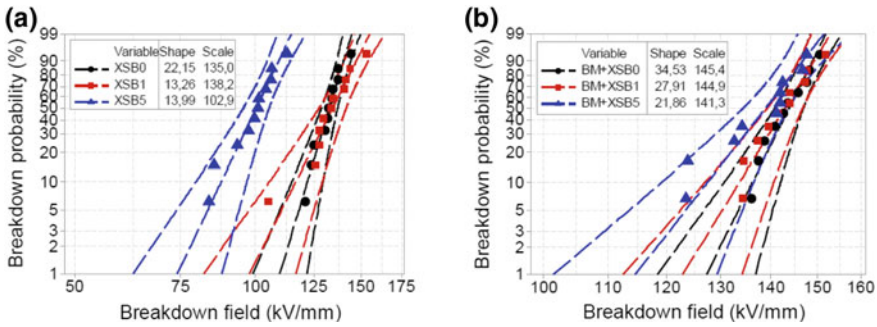 (a)
99
90
80
70
60
50
40
30
20
10
6
3
2
1
Breakdown probability (%)
Variable Shape Scale
XSB0 22,15 135,0
XSB1 13,26 138,2
XSB5 13,99 102,9
50 75 100 125 150 175
Breakdown field (kV/mm)
(b)
99
90
80
70
60
50
40
30
20
10
6
3
2
1
Breakdown probability (%)
Variable Shape Scale
BM+XSB0 34,53 145,4
BM+XSB1 27,91 144,9
BM+XSB5 21,86 141,3
100 110 120 130 140 150 160
Breakdown field (kV/mm)